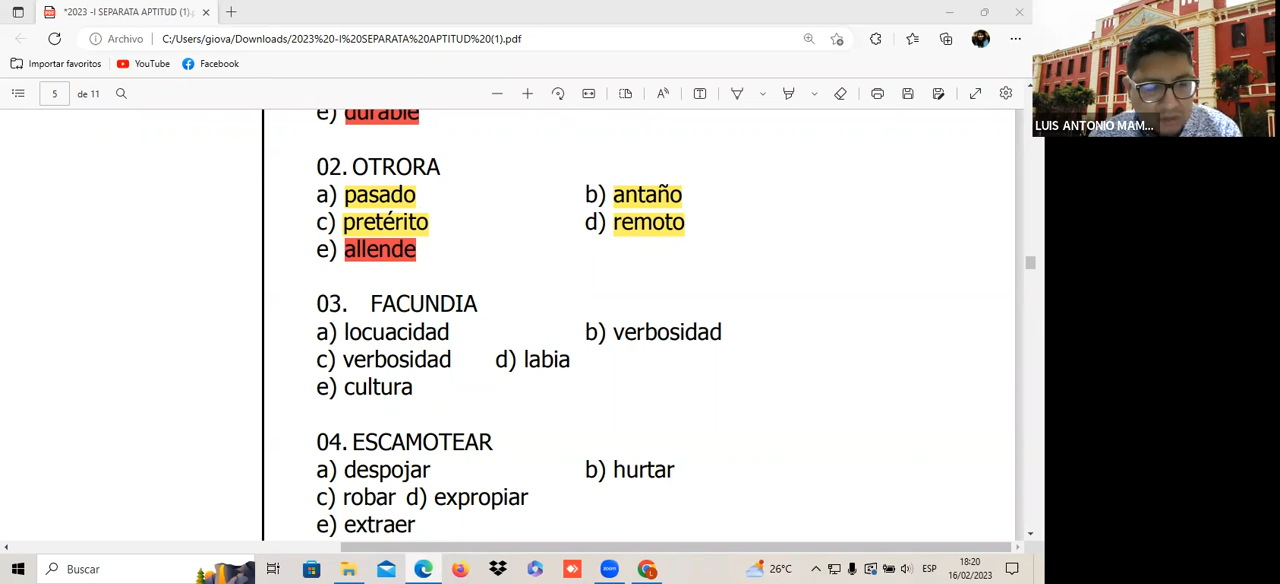 *2023 -I SEPARATA APTITUD (1).p
Archivo C:/Users/giova/Downloads/2023%20-I%20SEPARATA%20APTITUD%20(1).pdf
Importar favoritos YouTube Facebook
5 de 11
LUIS ANTONIO MAM...
e) durable
02. OTRORA
a) pasado b) antaño
c) pretérito d) remoto
e) allende
03. FACUNDIA
a) locuacidad b) verbosidad
c) verbosidad d) labia
e) cultura
04. ESCAMOTEAR
a) despojar b) hurtar
c) robar d) expropiar
e) extraer
Buscar 26°C ESP 18:20
16/02/2023